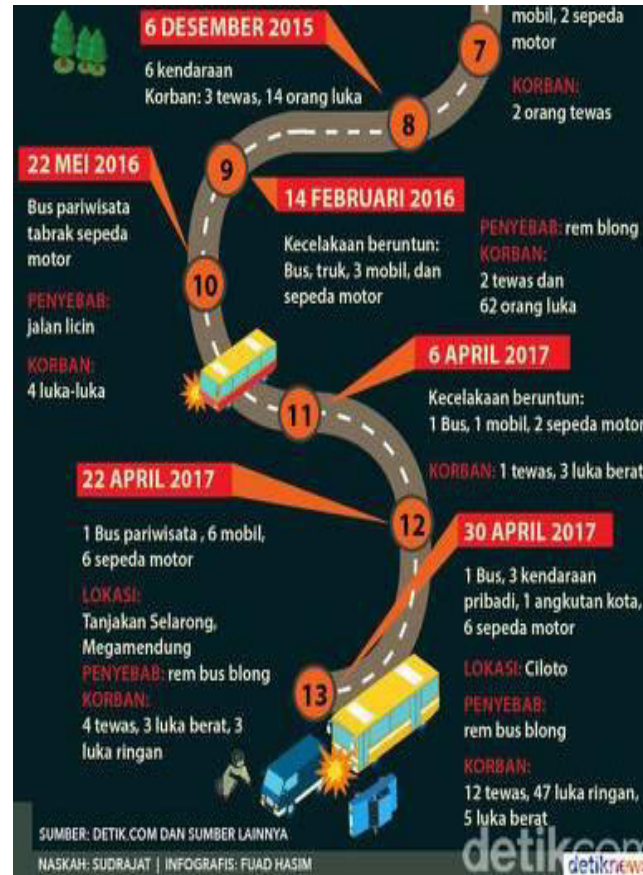 mobil, 2 sepeda
motor
KORBAN:
2 orang tewas
7
6 DESEMBER 2015
6 kendaraan
Korban: 3 tewas, 14 orang luka
8
9
14 FEBRUARI 2016
Kecelakaan beruntun:
Bus, truk, 3 mobil, dan
sepeda motor
PENYEBAB: rem blong
KORBAN:
2 tewas dan
62 orang luka
22 MEI 2016
Bus pariwisata
tabrak sepeda
motor
PENYEBAB:
jalan licin
KORBAN:
4 luka-luka
10
11
6 APRIL 2017
Kecelakaan beruntun:
1 Bus, 1 mobil, 2 sepeda motor
KORBAN: 1 tewas, 3 luka berat
22 APRIL 2017
1 Bus pariwisata , 6 mobil,
6 sepeda motor
LOKASI:
Tanjakan Selarong,
Megamendung
PENYEBAB: rem bus blong
KORBAN:
4 tewas, 3 luka berat, 3
luka ringan
12
30 APRIL 2017
1 Bus, 3 kendaraan
pribadi, 1 angkutan kota,
6 sepeda motor
LOKASI: Ciloto
PENYEBAB:
rem bus blong
KORBAN:
12 tewas, 47 luka ringan,
5 luka berat
13
SUMBER: DETIK.COM DAN SUMBER LAINNYA
NASKAH: SUDRAJAT | INFOGRAFIS: FUAD HASIM
detikcom
detiknews